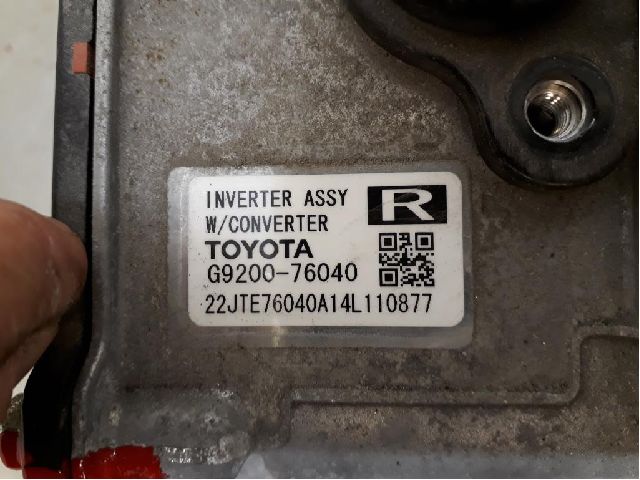 INVERTER ASSY R
W/CONVERTER
TOYOTA
G9200-76040
22JTE76040A14L110877